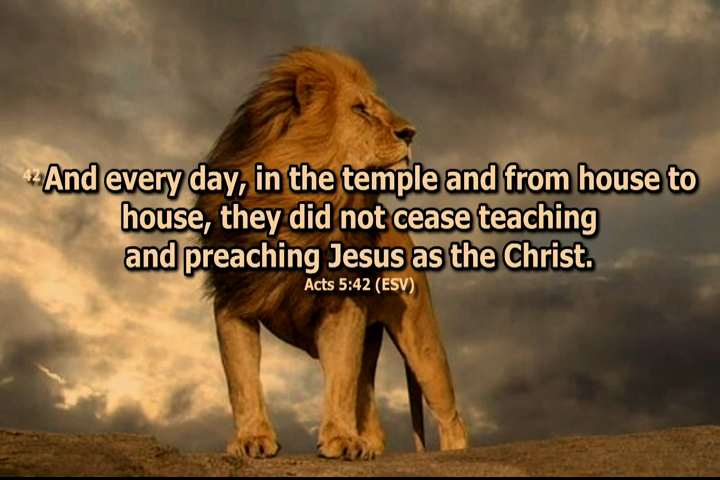 42 And every day, in the temple and from house to
house, they did not cease teaching
and preaching Jesus as the Christ.
Acts 5:42 (ESV)